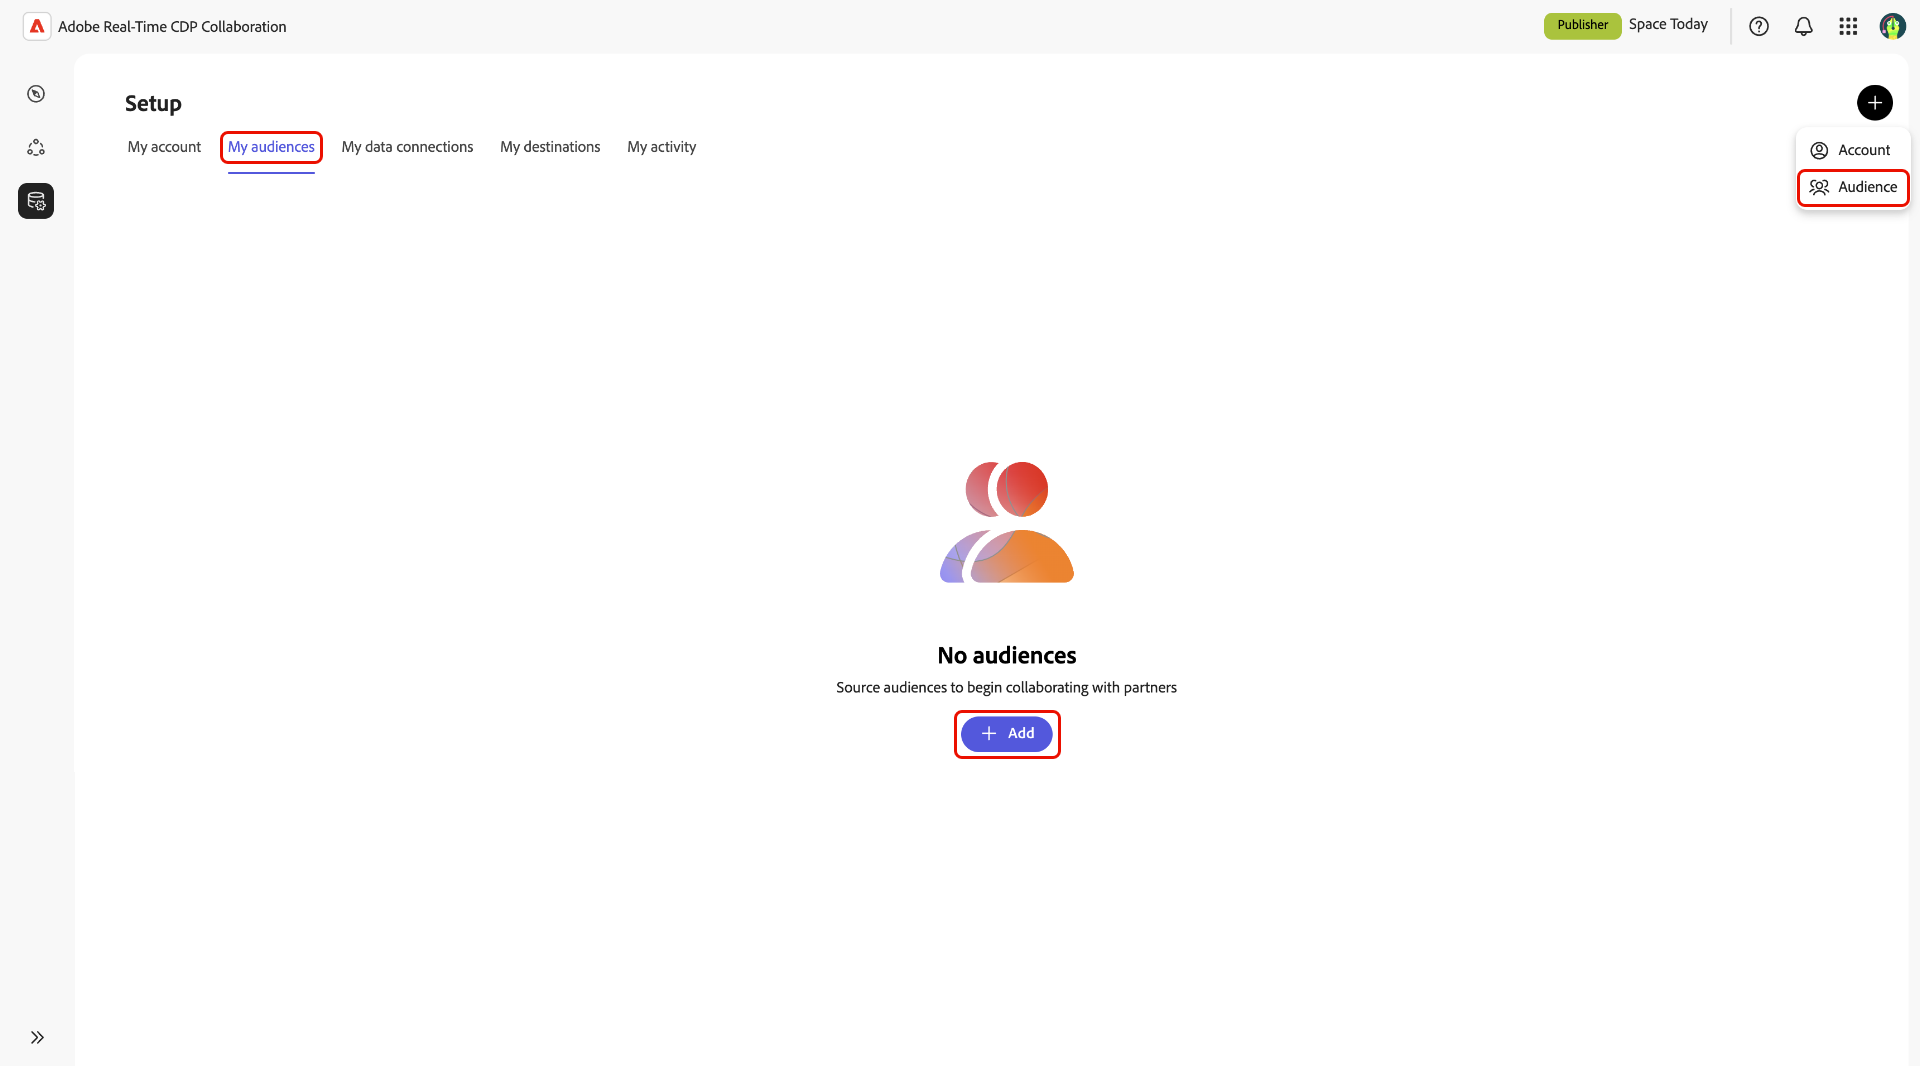 Adobe Real-Time CDP Collaboration
Publisher
Space Today
Setup
My account
My audiences
My data connections
My destinations
My activity
Account
Audience
No audiences
Source audiences to begin collaborating with partners
Add